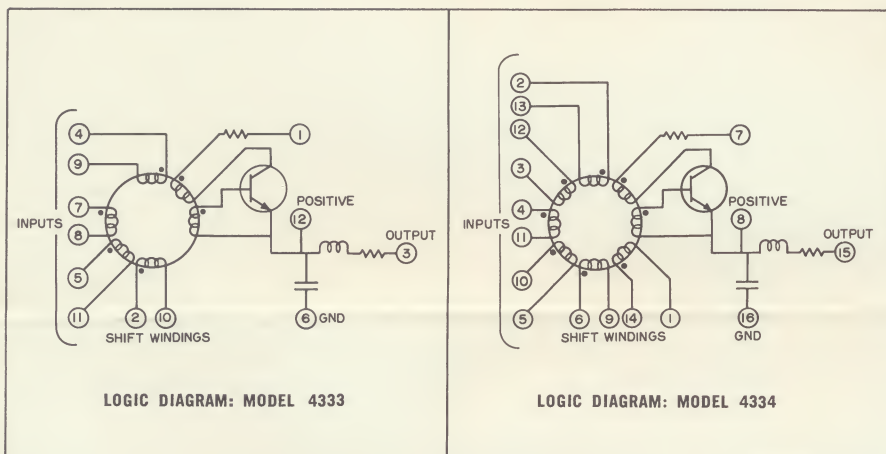 4
1
9
7
POSITIVE
12
INPUTS
8
OUTPUT
3
5
11
2
10
6 GND
SHIFT WINDINGS
LOGIC DIAGRAM: MODEL 4333
2
13
12
7
3
POSITIVE
8
4
INPUTS
11
OUTPUT
15
10
5
6
9
14
1
16
SHIFT WINDINGS
GND
LOGIC DIAGRAM: MODEL 4334